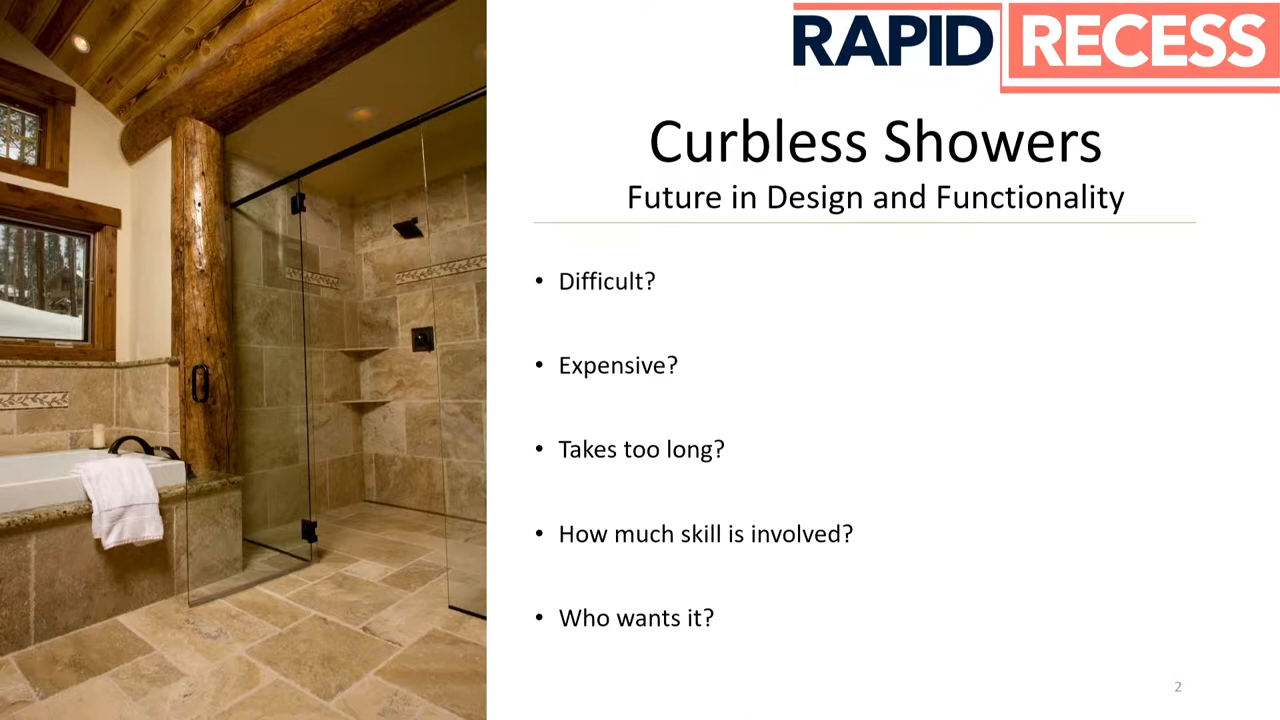 RAPID RECESS
Curbless Showers
Future in Design and Functionality
• Difficult?
• Expensive?
• Takes too long?
• How much skill is involved?
• Who wants it?
2